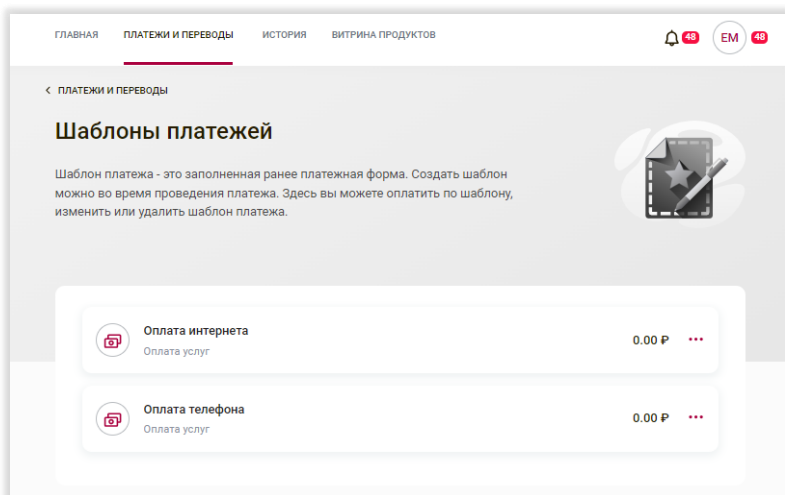 ГЛАВНАЯ ПЛАТЕЖИ И ПЕРЕВОДЫ ИСТОРИЯ ВИТРИНА ПРОДУКТОВ 48 EM 48
ПЛАТЕЖИ И ПЕРЕВОДЫ
Шаблоны платежей
Шаблон платежа - это заполненная ранее платежная форма. Создать шаблон
можно во время проведения платежа. Здесь вы можете оплатить по шаблону,
изменить или удалить шаблон платежа.
Оплата интернета
Оплата услуг
0.00 ₽
Оплата телефона
Оплата услуг
0.00 ₽